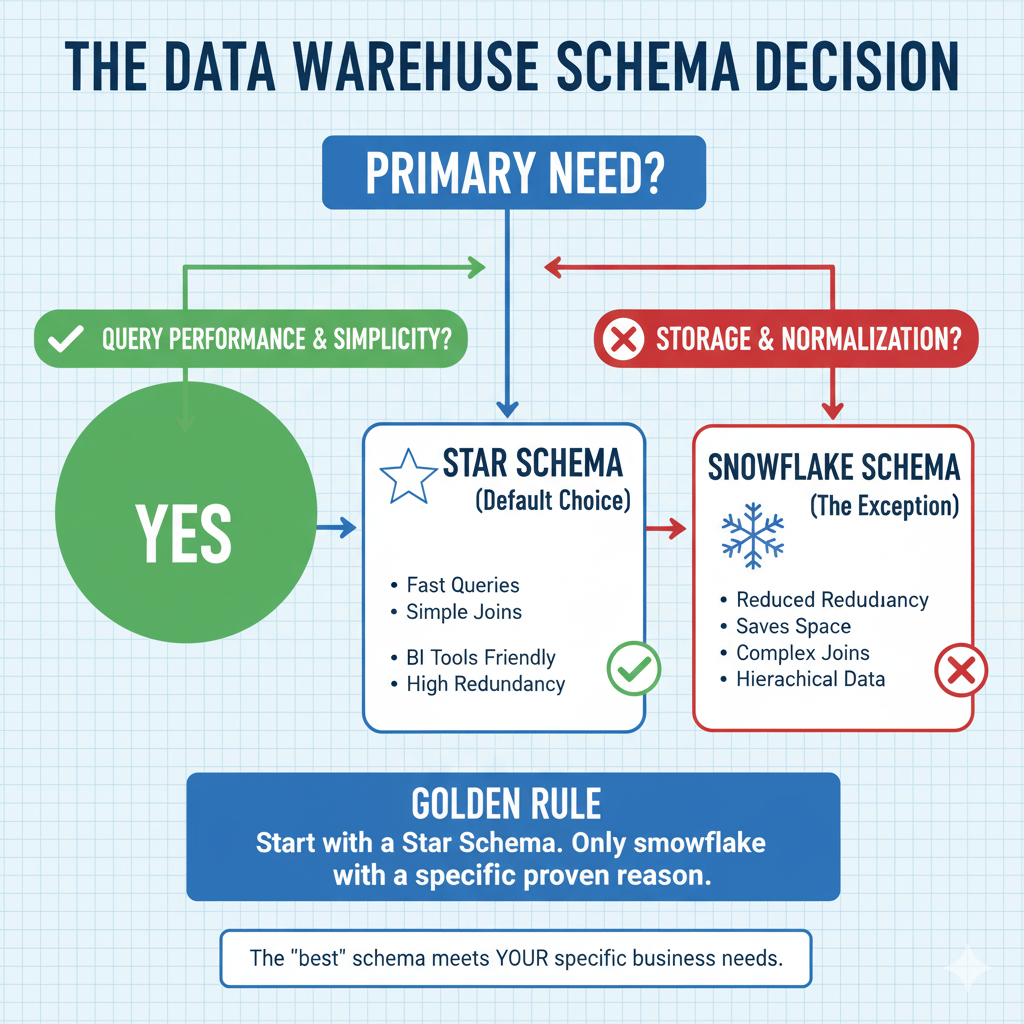 THE DATA WAREHUSE SCHEMA DECISION
PRIMARY NEED?
QUERY PERFORMANCE & SIMPLICITY?
STORAGE & NORMALIZATION?
YES
STAR SCHEMA
(Default Choice)
• Fast Queries
• Simple Joins
• BI Tools Friendly
• High Redundancy
SNOWFLAKE SCHEMA
(The Exception)
• Reduced Redudıancy
• Saves Space
• Complex Joins
• Hierachical Data
GOLDEN RULE
Start with a Star Schema. Only smowflake
with a specific proven reason.
The "best" schema meets YOUR specific business needs.